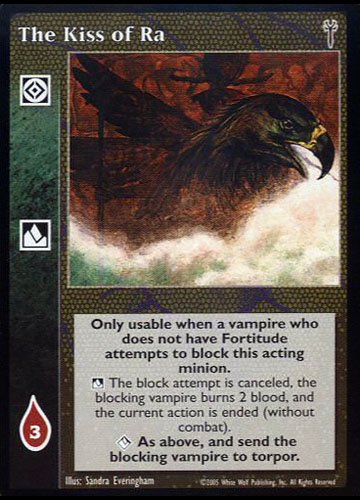 The Kiss of Ra
Only usable when a vampire who
does not have Fortitude
attempts to block this acting
minion.
The block attempt is canceled, the
blocking vampire burns 2 blood, and
the current action is ended (without
combat).
As above, and send the
blocking vampire to torpor.
3
Illus: Sandra Everingham
©2005 White Wolf Publishing, Inc. All Rights Reserved